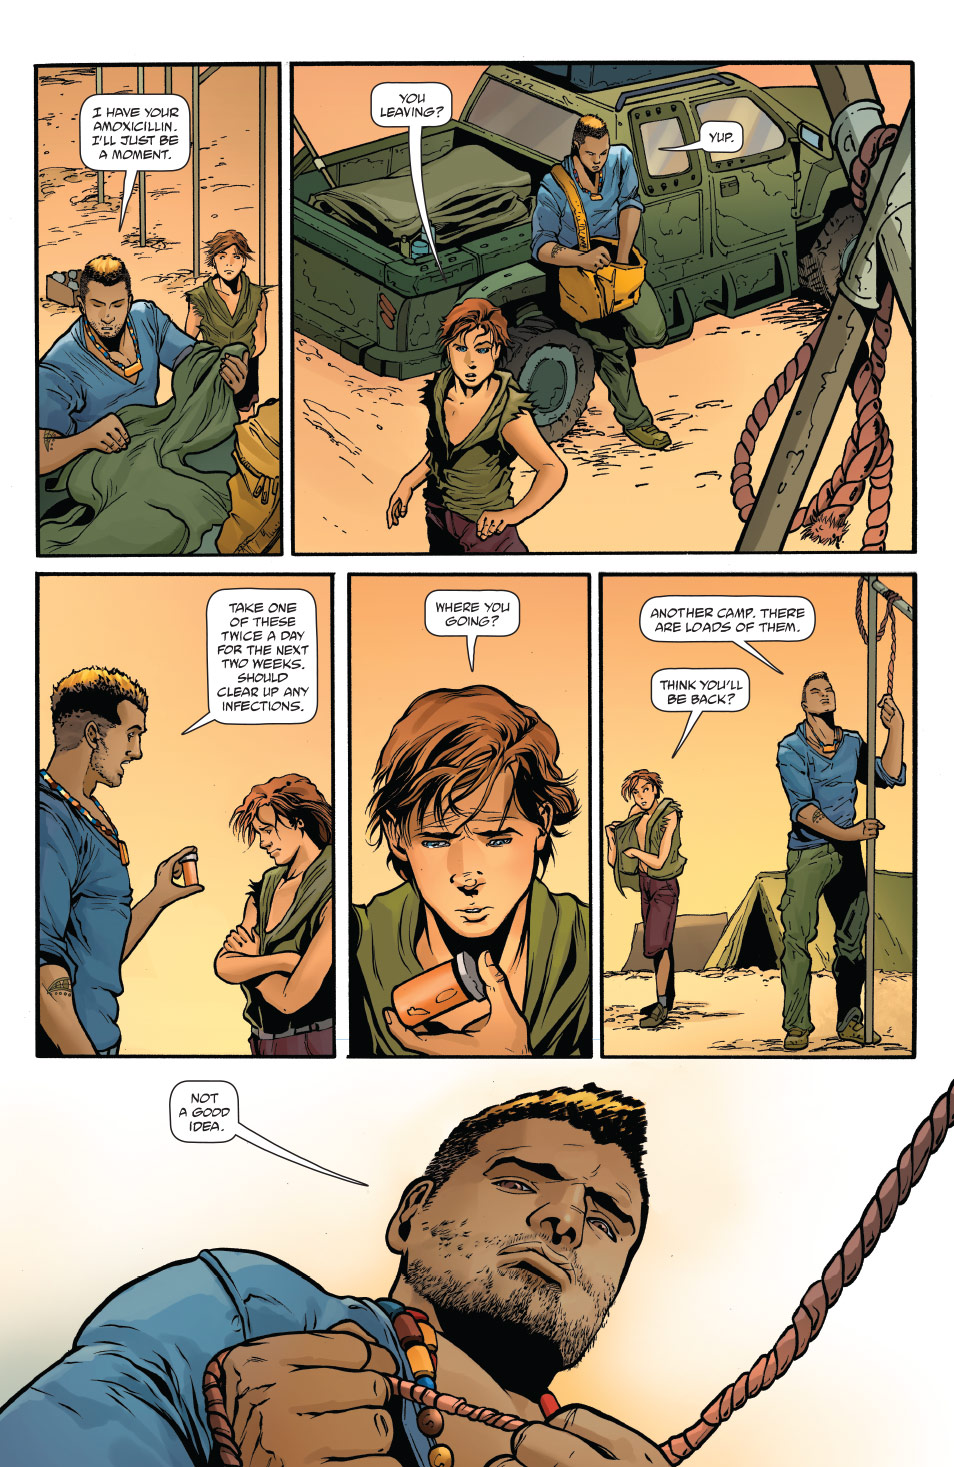 I HAVE YOUR
AMOXICILLIN.
I'LL JUST BE
A MOMENT.
YOU
LEAVING?
YUP.
TAKE ONE
OF THESE
TWICE A DAY
FOR THE NEXT
TWO WEEKS.
SHOULD
CLEAR UP ANY
INFECTIONS.
WHERE YOU
GOING?
ANOTHER CAMP. THERE
ARE LOADS OF THEM.
THINK YOU'LL
BE BACK?
NOT
A GOOD
IDEA.